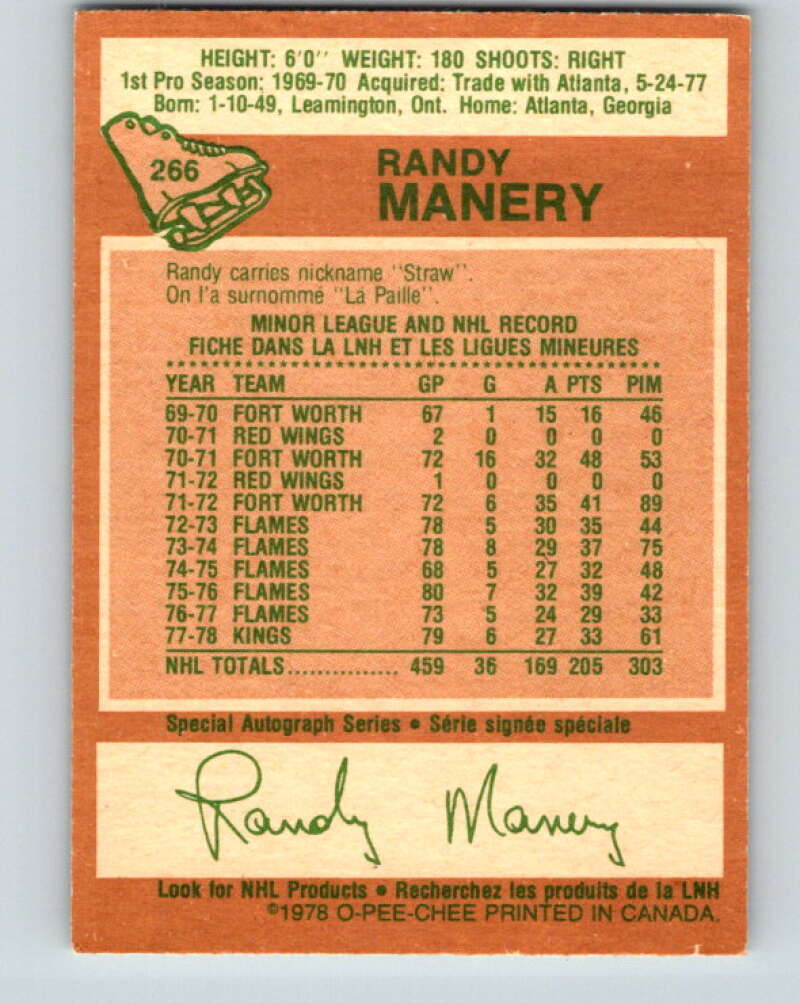 HEIGHT: 6'0'' WEIGHT: 180 SHOOTS: RIGHT
1st Pro Season: 1969-70 Acquired: Trade with Atlanta, 5-24-77
Born: 1-10-49, Leamington, Ont. Home: Atlanta, Georgia
266
RANDY
MANERY
Randy carries nickname ''Straw''.
On l'a surnommé ''La Paille''.
MINOR LEAGUE AND NHL RECORD
FICHE DANS LA LNH ET LES LIGUES MINEURES
YEAR TEAM GP G A PTS PIM
69-70 FORT WORTH 67 1 15 16 46
70-71 RED WINGS 2 0 0 0 0
70-71 FORT WORTH 72 16 32 48 53
71-72 RED WINGS 1 0 0 0 0
71-72 FORT WORTH 72 6 35 41 89
72-73 FLAMES 78 5 30 35 44
73-74 FLAMES 78 8 29 37 75
74-75 FLAMES 68 5 27 32 48
75-76 FLAMES 80 7 32 39 42
76-77 FLAMES 73 5 24 29 33
77-78 KINGS 79 6 27 33 61
NHL TOTALS............... 459 36 169 205 303
Special Autograph Series • Série signée spéciale
Randy Manery
Look for NHL Products • Recherchez les produits de la LNH
©1978 O-PEE-CHEE PRINTED IN CANADA.